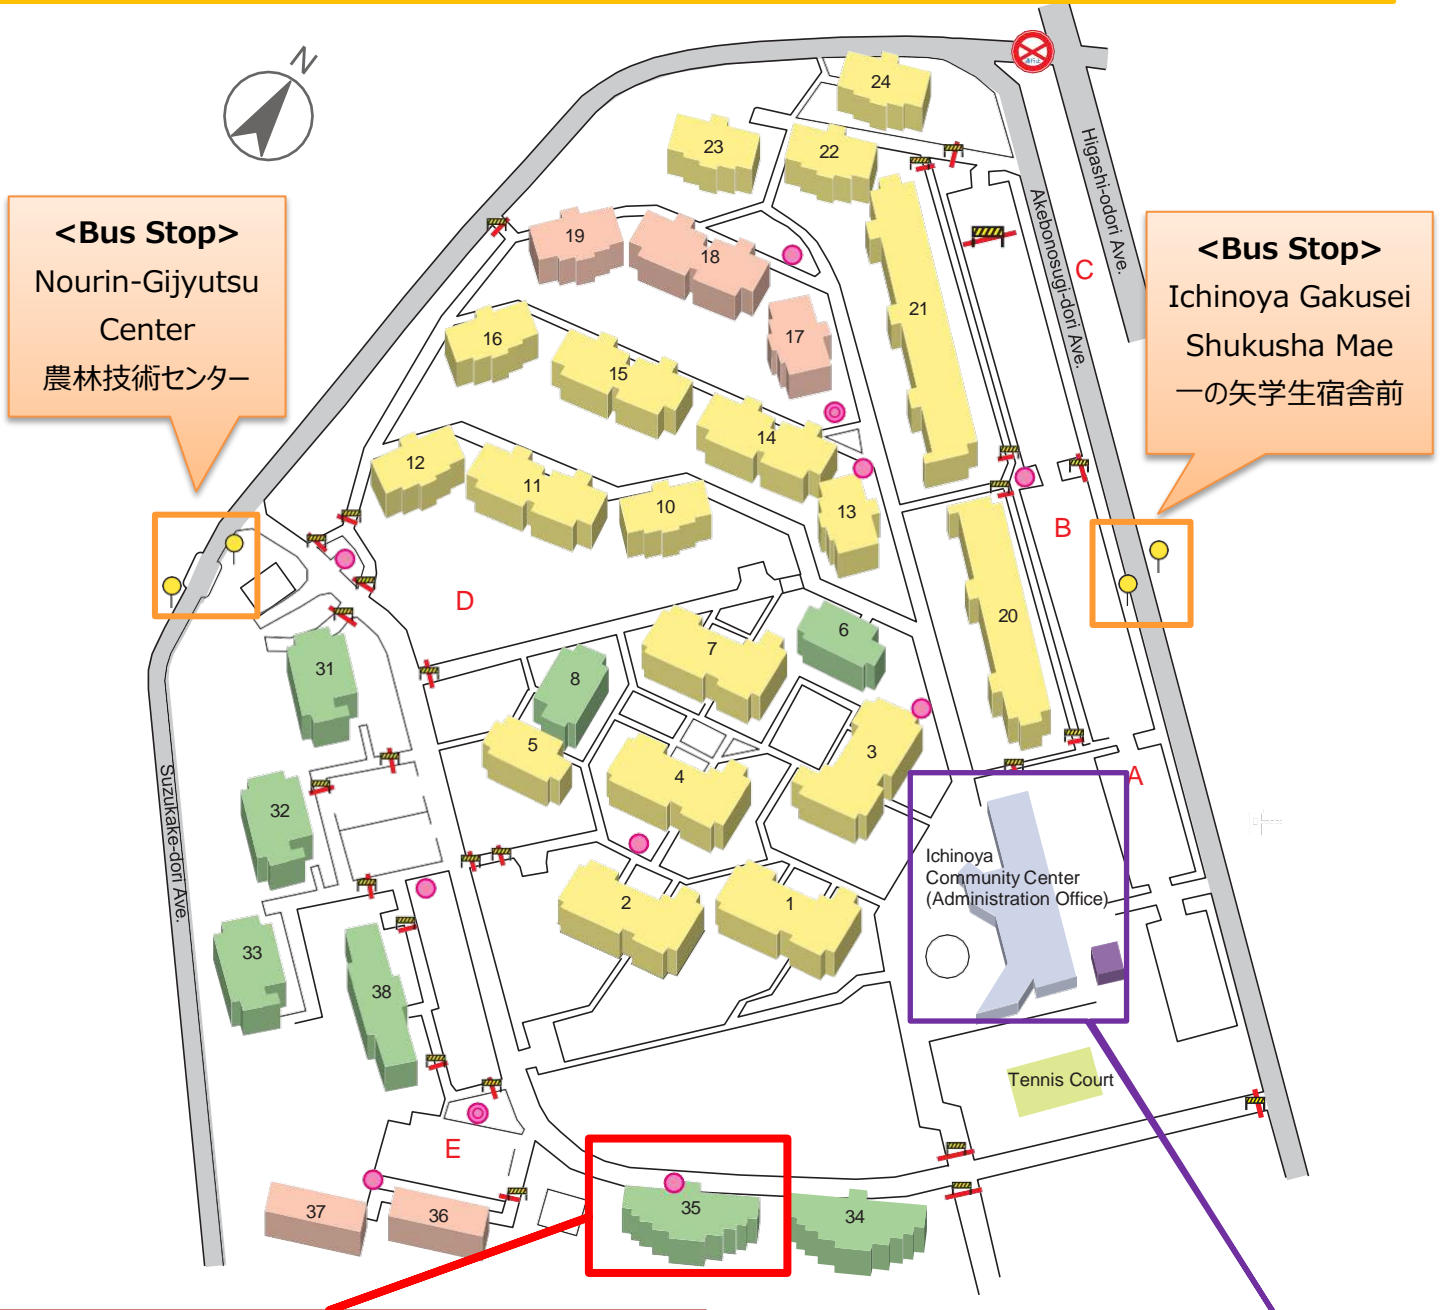 N
24
23
22
Higashi-odori Ave.
Akebonosugi-dori Ave.
<Bus Stop>
Nourin-Gijyutsu
Center
農林技術センター
<Bus Stop>
Ichinoya Gakusei
Shukusha Mae
一の矢学生宿舎前
19
18
C
21
17
16
15
14
12
11
10
13
B
D
20
6
7
31
8
5
3
4
A
32
Suzukake-dori Ave.
Ichinoya
Community Center
(Administration Office)
2
1
33
38
Tennis Court
E
37
36
35
34